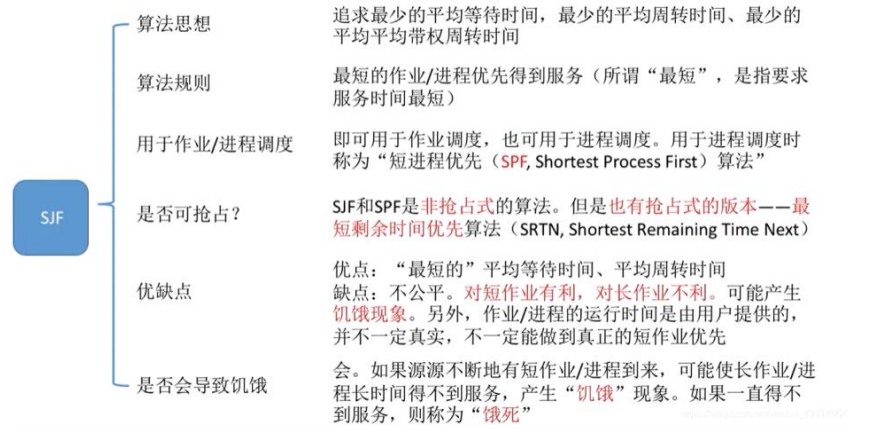 SJF
算法思想
追求最少的平均等待时间，最少的平均周转时间、最少的
平均平均带权周转时间
算法规则
最短的作业/进程优先得到服务（所谓“最短”，是指要求
服务时间最短）
用于作业/进程调度
即可用于作业调度，也可用于进程调度。用于进程调度时
称为“短进程优先（SPF, Shortest Process First）算法”
是否可抢占？
SJF和SPF是非抢占式的算法。但是也有抢占式的版本——最
短剩余时间优先算法（SRTN, Shortest Remaining Time Next）
优缺点
优点：“最短的”平均等待时间、平均周转时间
缺点：不公平。对短作业有利，对长作业不利。可能产生
饥饿现象。另外，作业/进程的运行时间是由用户提供的，
并不一定真实，不一定能做到真正的短作业优先
是否会导致饥饿
会。如果源源不断地有短作业/进程到来，可能使长作业/进
程长时间得不到服务，产生“饥饿”现象。如果一直得不
到服务，则称为“饿死”